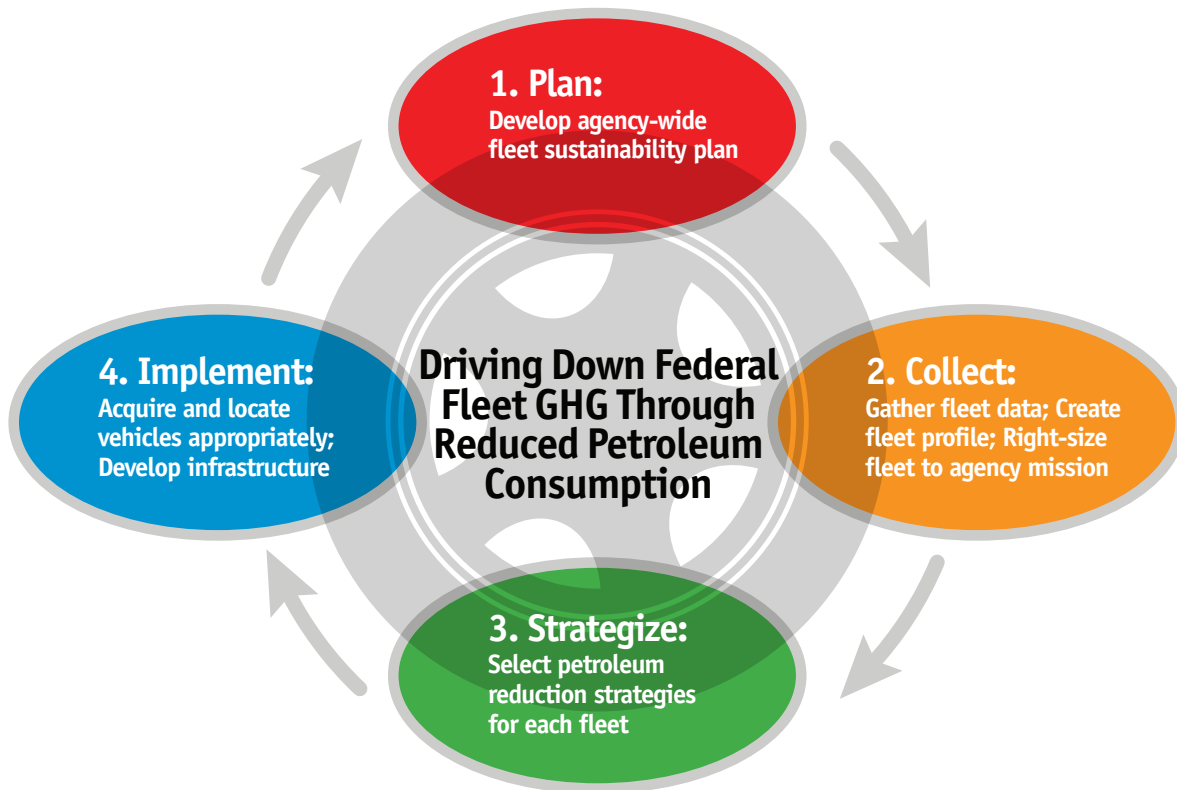 1. Plan:
Develop agency-wide
fleet sustainability plan
2. Collect:
Gather fleet data; Create
fleet profile; Right-size
fleet to agency mission
3. Strategize:
Select petroleum
reduction strategies
for each fleet
4. Implement:
Acquire and locate
vehicles appropriately;
Develop infrastructure
Driving Down Federal
Fleet GHG Through
Reduced Petroleum
Consumption